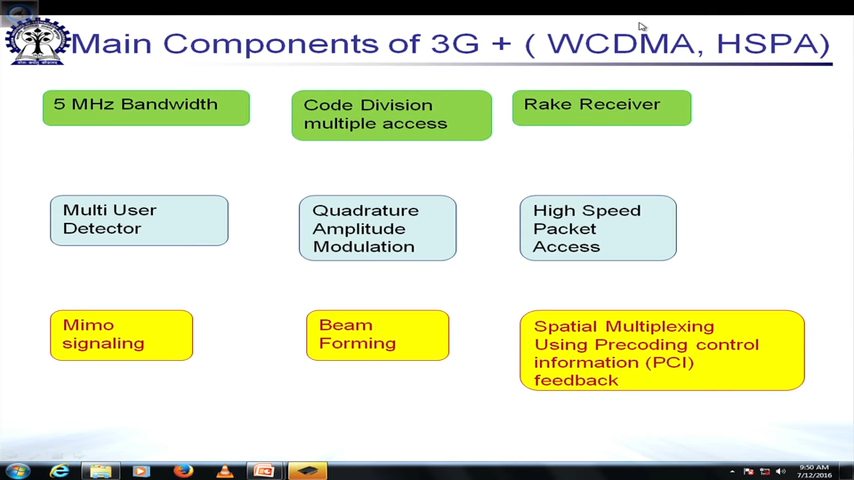 Main Components of 3G + ( WCDMA, HSPA)
5 MHz Bandwidth
Code Division
multiple access
Rake Receiver
Multi User
Detector
Quadrature
Amplitude
Modulation
High Speed
Packet
Access
Mimo
signaling
Beam
Forming
Spatial Multiplexing
Using Precoding control
information (PCI)
feedback
9:50 AM
7/12/2016